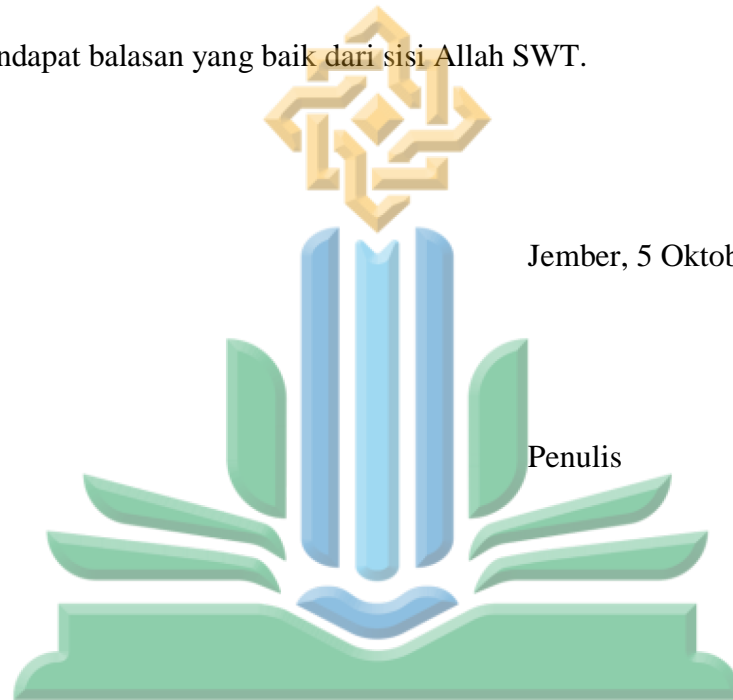 ndapat balasan yang baik dari sisi Allah SWT.
Jember, 5 Oktob
Penulis